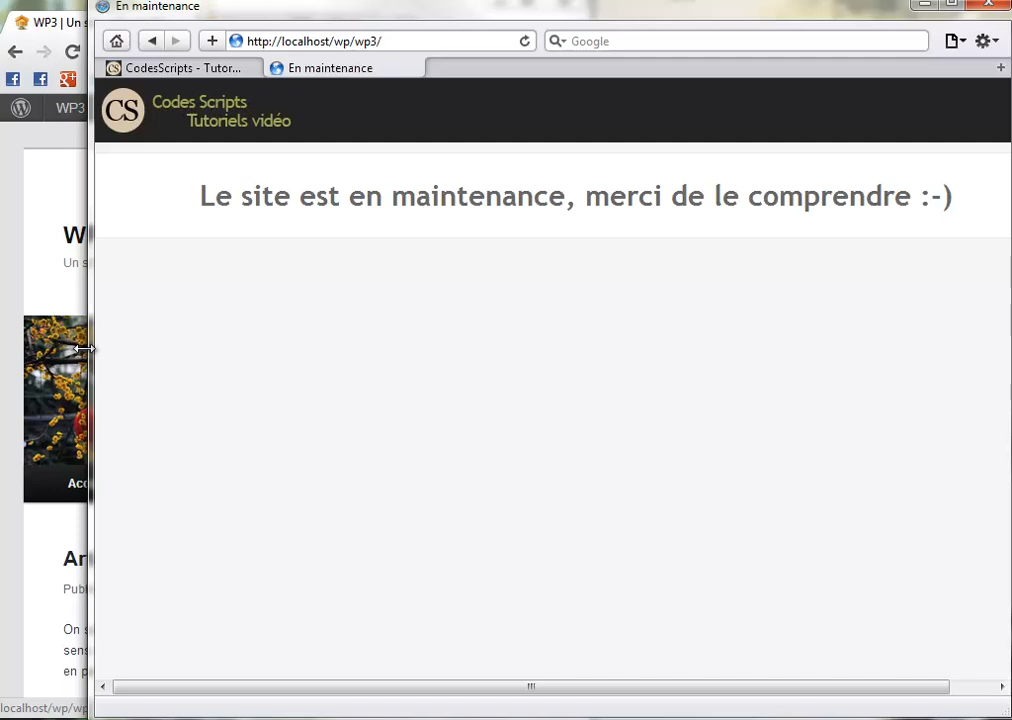 En maintenance
WP3 | Un s
http://localhost/wp/wp3/
Google
CodesScripts - Tutor...
En maintenance
WP3
CS
Codes Scripts
Tutoriels vidéo
Le site est en maintenance, merci de le comprendre :-)
W
Un s
Acc
Ar
Publ
On s
sens
en p
localhost/wp/wp